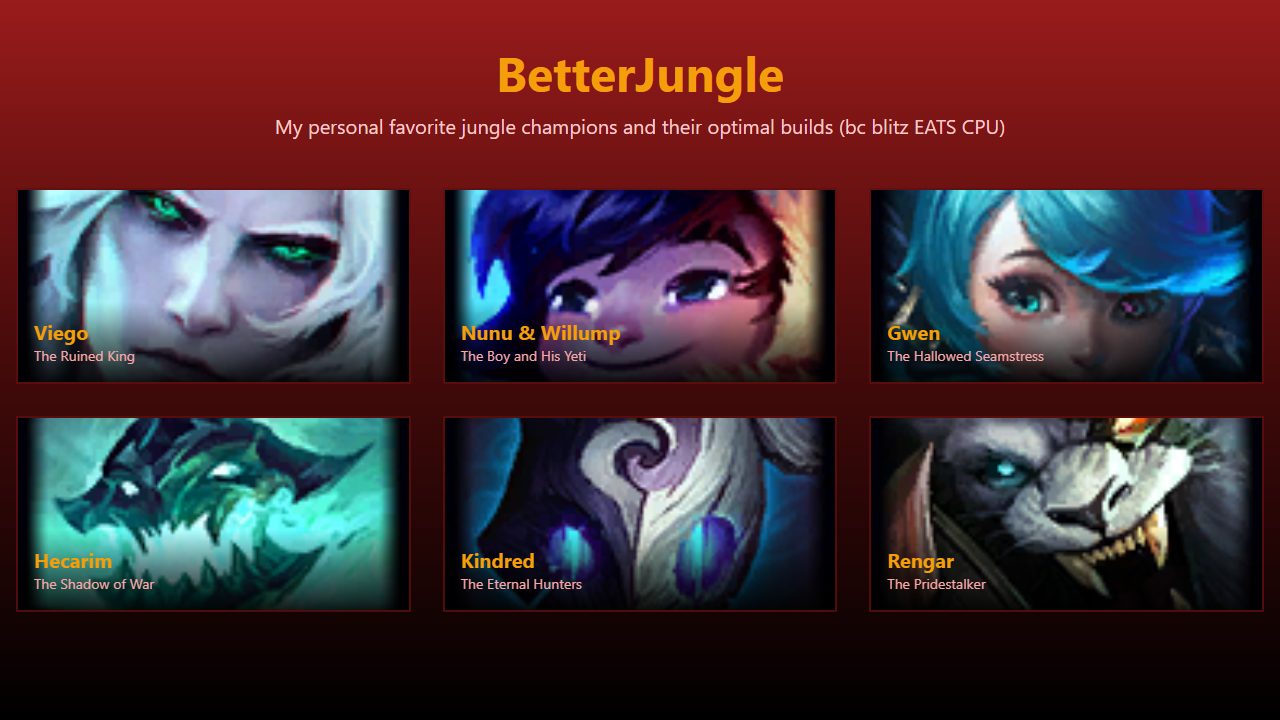 BetterJungle
My personal favorite jungle champions and their optimal builds (bc blitz EATS CPU)
Viego
The Ruined King
Nunu & Willump
The Boy and His Yeti
Gwen
The Hallowed Seamstress
Hecarim
The Shadow of War
Kindred
The Eternal Hunters
Rengar
The Pridestalker